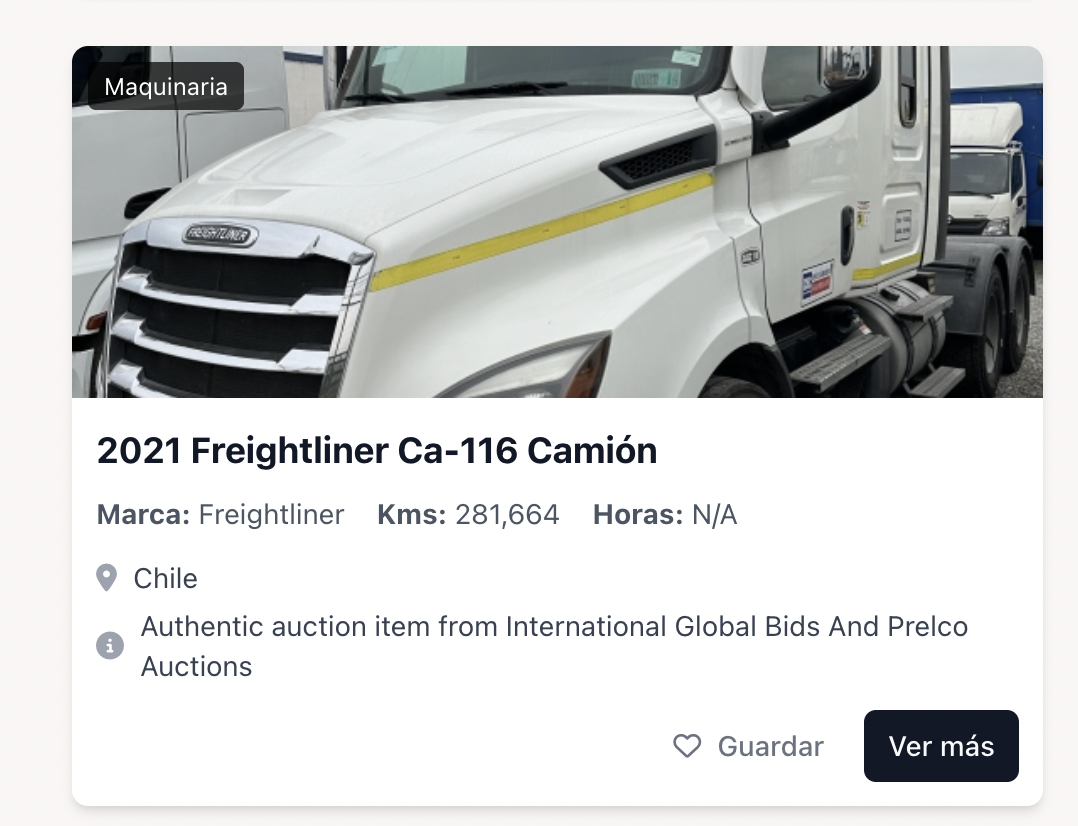 Maquinaria
FREIGHTLINER
2021 Freightliner Ca-116 Camión
Marca: Freightliner Kms: 281,664 Horas: N/A
Chile
Authentic auction item from International Global Bids And Prelco
Auctions
Guardar
Ver más